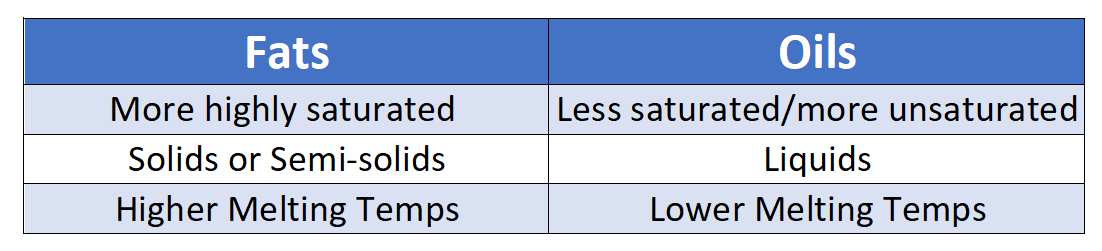 Fats Oils
More highly saturated Less saturated/more unsaturated
Solids or Semi-solids Liquids
Higher Melting Temps Lower Melting Temps